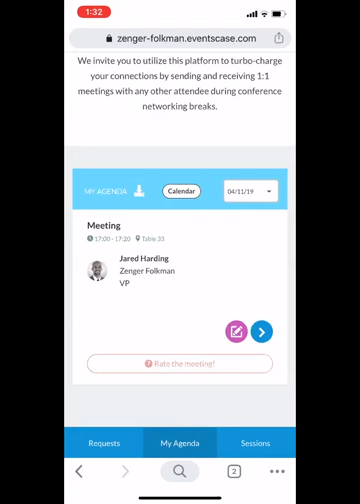 1:32
zenger-folkman.eventscase.com
We invite you to utilize this platform to turbo-charge
your connections by sending and receiving 1:1
meetings with any other attendee during conference
networking breaks.
MY AGENDA
Calendar
04/11/19
Meeting
17:00 - 17:20 Table 33
Jared Harding
Zenger Folkman
VP
Rate the meeting!
Requests
My Agenda
Sessions
2